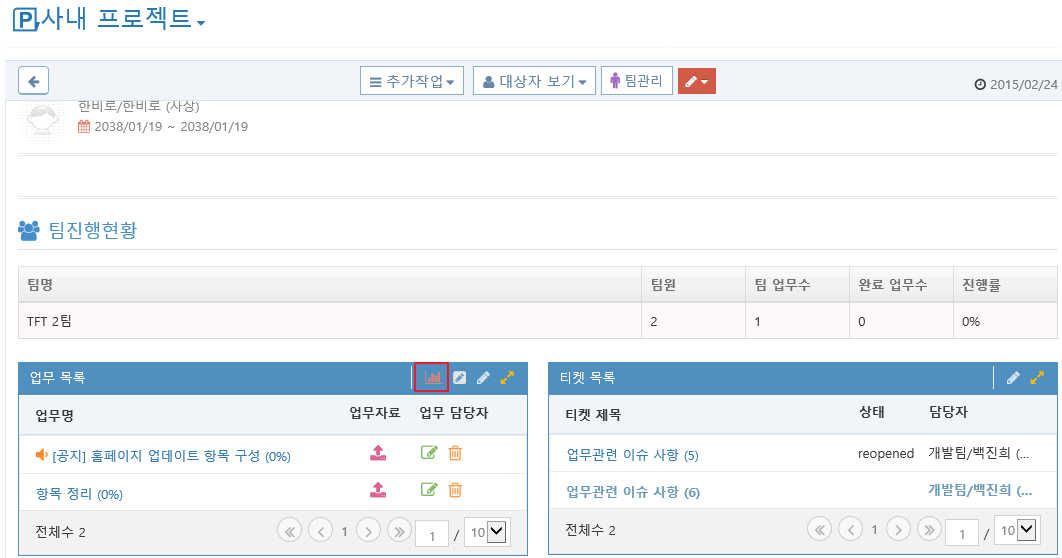 사내 프로젝트
추가작업 대상자 보기 팀관리 2015/02/24
한비로/한비로 (사장)
2038/01/19 ~ 2038/01/19
팀진행현황
팀명 팀원 팀 업무수 완료 업무수 진행률
TFT 2팀 2 1 0 0%
업무 목록
업무명 업무자료 업무 담당자
[공지] 홈페이지 업데이트 항목 구성 (0%)
항목 정리 (0%)
전체수 2 1 1 / 10
티켓 목록
티켓 제목 상태 담당자
업무관련 이슈 사항 (5) reopened 개발팀/백진희 (...
업무관련 이슈 사항 (6) 개발팀/백진희 (...
전체수 2 1 1 / 10